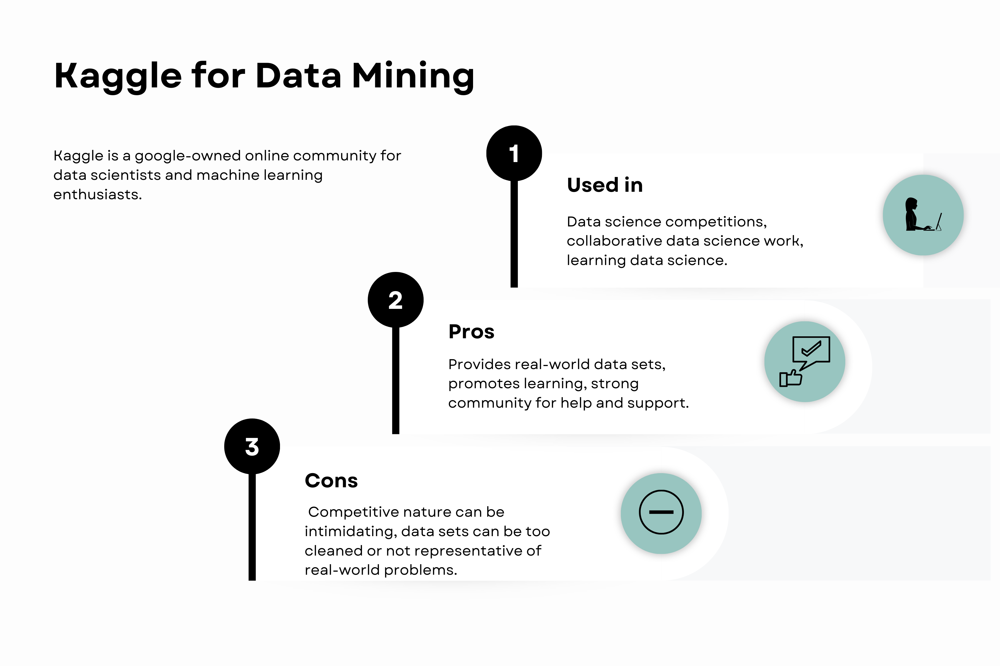 Kaggle for Data Mining
Kaggle is a google-owned online community for
data scientists and machine learning
enthusiasts.
1
Used in
Data science competitions,
collaborative data science work,
learning data science.
2
Pros
Provides real-world data sets,
promotes learning, strong
community for help and support.
3
Cons
Competitive nature can be
intimidating, data sets can be too
cleaned or not representative of
real-world problems.